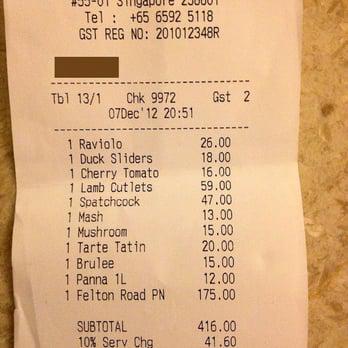 #55-01 Singapore 238801
Tel : +65 6592 5118
GST REG NO: 201012348R
Tbl 13/1 Chk 9972 Gst 2
07Dec'12 20:51
1 Raviolo 26.00
1 Duck Sliders 18.00
1 Cherry Tomato 16.00
1 Lamb Cutlets 59.00
1 Spatchcock 47.00
1 Mash 13.00
1 Mushroom 15.00
1 Tarte Tatin 20.00
1 Brulee 15.00
1 Panna 1L 12.00
1 Felton Road PN 175.00
SUBTOTAL 416.00
10% Serv Chg 41.60